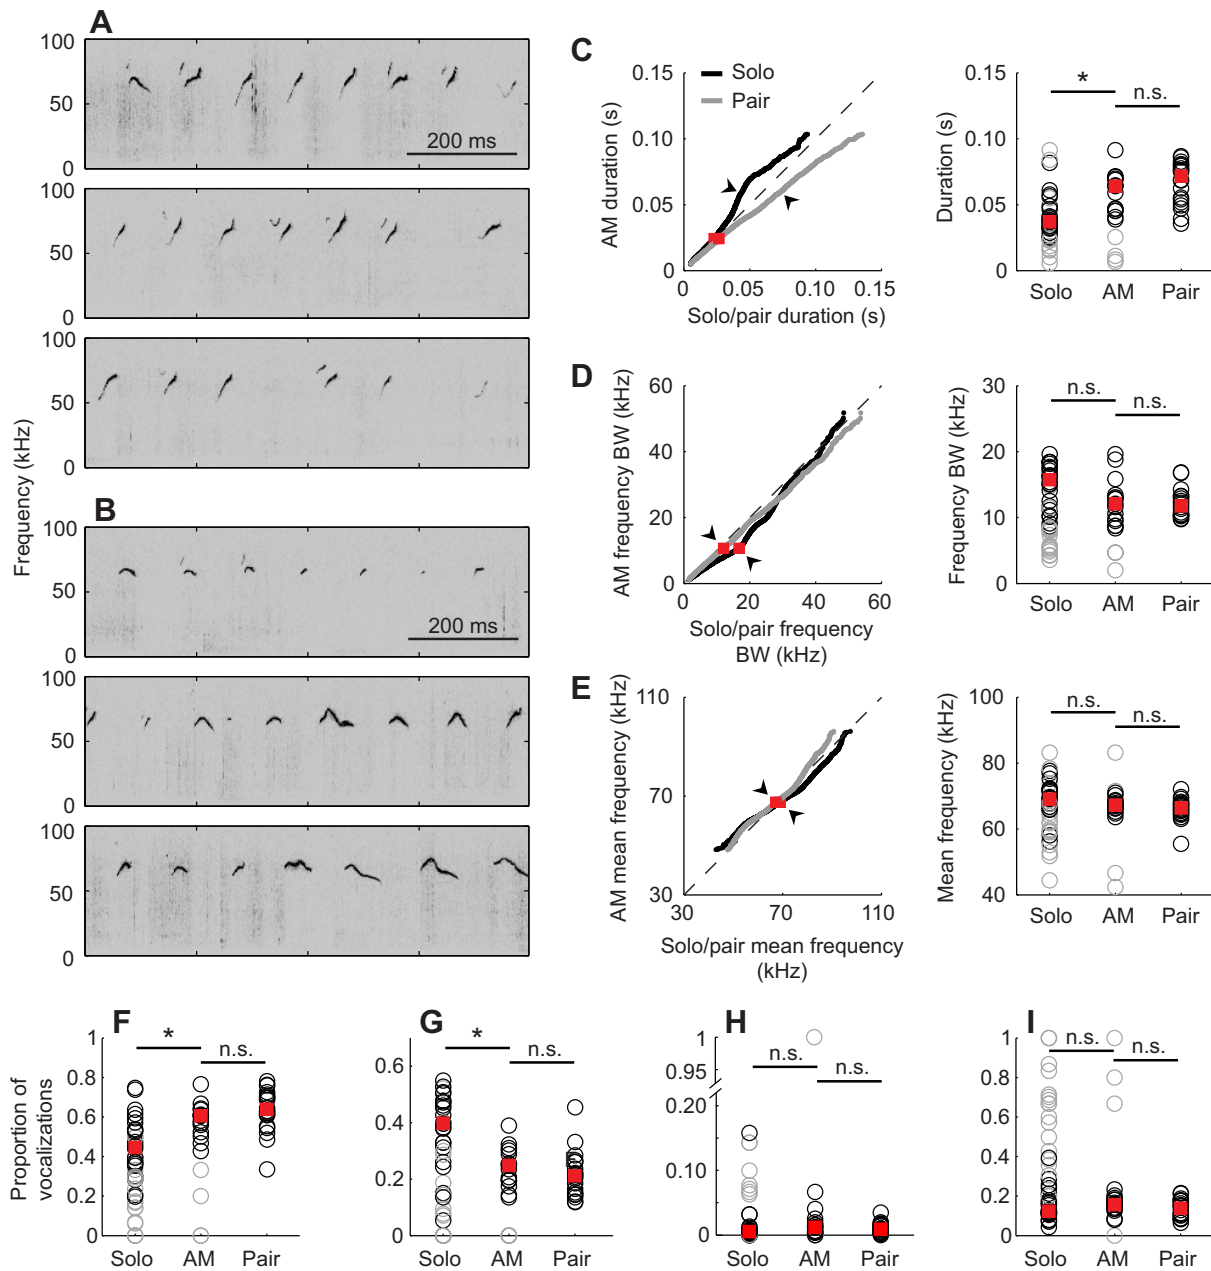 A
100
50
0
200 ms
100
50
0
100
50
0
Frequency (kHz)
B
100
50
0
200 ms
100
50
0
100
50
0
C
Solo
Pair
0.15
0.10
0.05
0
AM duration (s)
0
0.05
0.10
0.15
Solo/pair duration (s)
0.15
0.10
0.05
0
Duration (s)
*
n.s.
Solo
AM
Pair
D
60
40
20
0
AM frequency BW (kHz)
0
20
40
60
Solo/pair frequency
BW (kHz)
30
20
10
0
Frequency BW (kHz)
n.s.
n.s.
Solo
AM
Pair
E
110
70
30
AM mean frequency (kHz)
30
70
110
Solo/pair mean frequency
(kHz)
100
80
60
40
Mean frequency (kHz)
n.s.
n.s.
Solo
AM
Pair
F
1
0.8
0.6
0.4
0.2
0
Proportion of
vocalizations
*
n.s.
Solo
AM
Pair
G
0.6
0.4
0.2
0
*
n.s.
Solo
AM
Pair
H
1
0.95
0.20
0.10
0
n.s.
n.s.
Solo
AM
Pair
I
1
0.8
0.6
0.4
0.2
0
n.s.
n.s.
Solo
AM
Pair